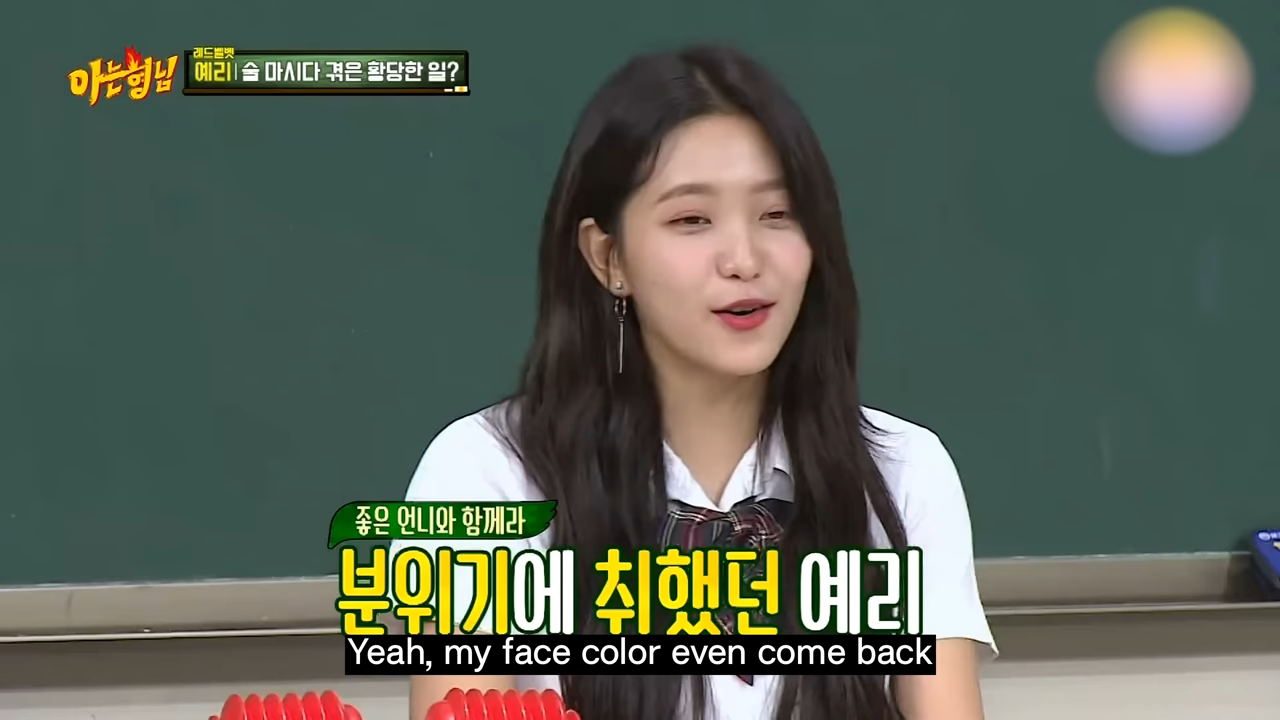 아는형님
레드벨벳
예리 | 술 마시다 겪은 황당한 일?
좋은 언니와 함께라
분위기에 취했던 예리
Yeah, my face color even come back